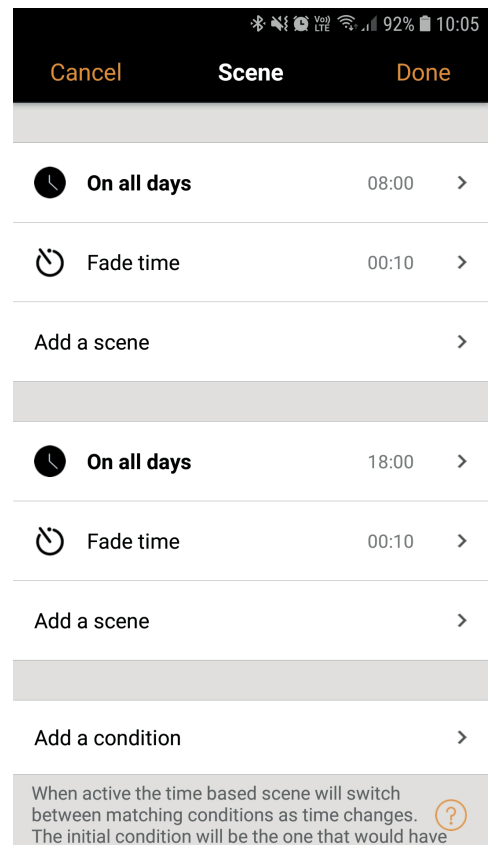 Vo)) LTE 92% 10:05
Cancel Scene Done
On all days 08:00
Fade time 00:10
Add a scene
On all days 18:00
Fade time 00:10
Add a scene
Add a condition
When active the time based scene will switch
between matching conditions as time changes. ?
The initial condition will be the one that would have